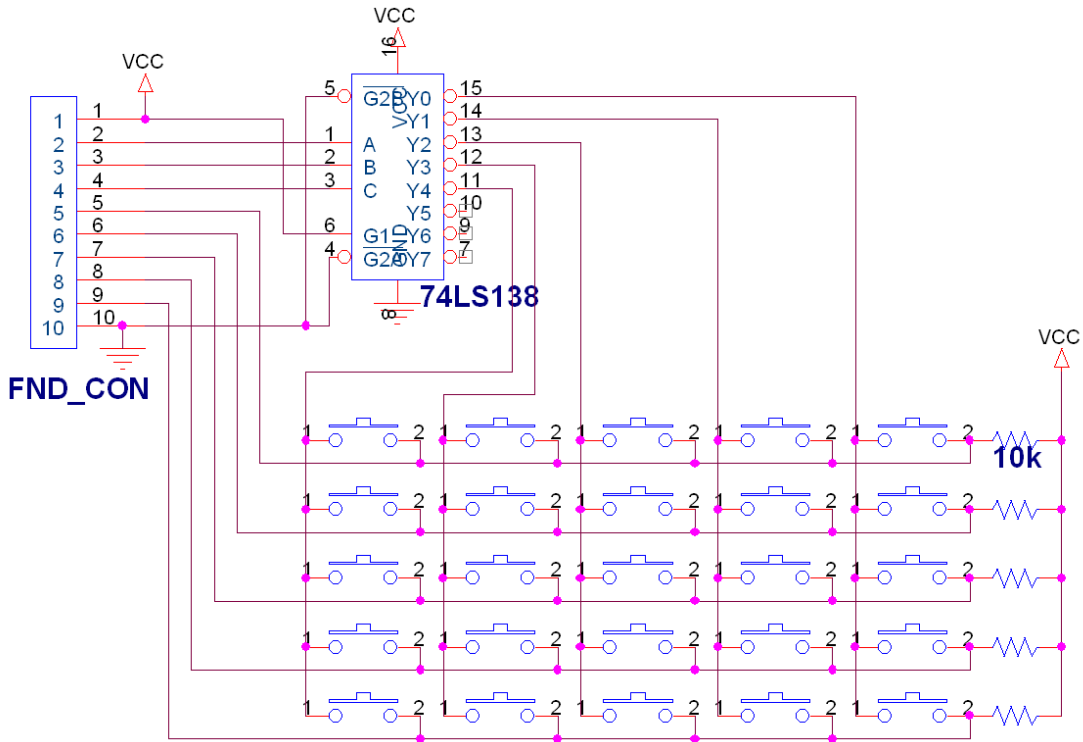 VCC
16
VCC
5 G2B Y0 15
VCC
1 1
Y1 14
2 2
1 A Y2 13
3 3
2 B Y3 12
4 4
3 C Y4 11
5 5
Y5 10
6 6
6 G1 GND Y6 9
7 7
4 G2A Y7 7
8 8
9 9
10 10
8
74LS138
VCC
FND_CON
1 2 1 2 1 2 1 2 1 2
10k
1 2 1 2 1 2 1 2 1 2
1 2 1 2 1 2 1 2 1 2
1 2 1 2 1 2 1 2 1 2
1 2 1 2 1 2 1 2 1 2